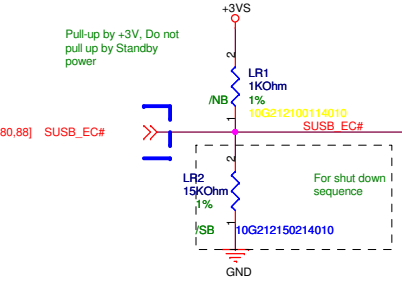 +3VS
Pull-up by +3V, Do not
pull up by Standby
power
2
LR1
1KOhm
/NB
1%
10G212100114010
1
80,88]
SUSB_EC#
SUSB_EC#
2
LR2
15KOhm
1%
For shut down
sequence
1
/SB
10G212150214010
GND